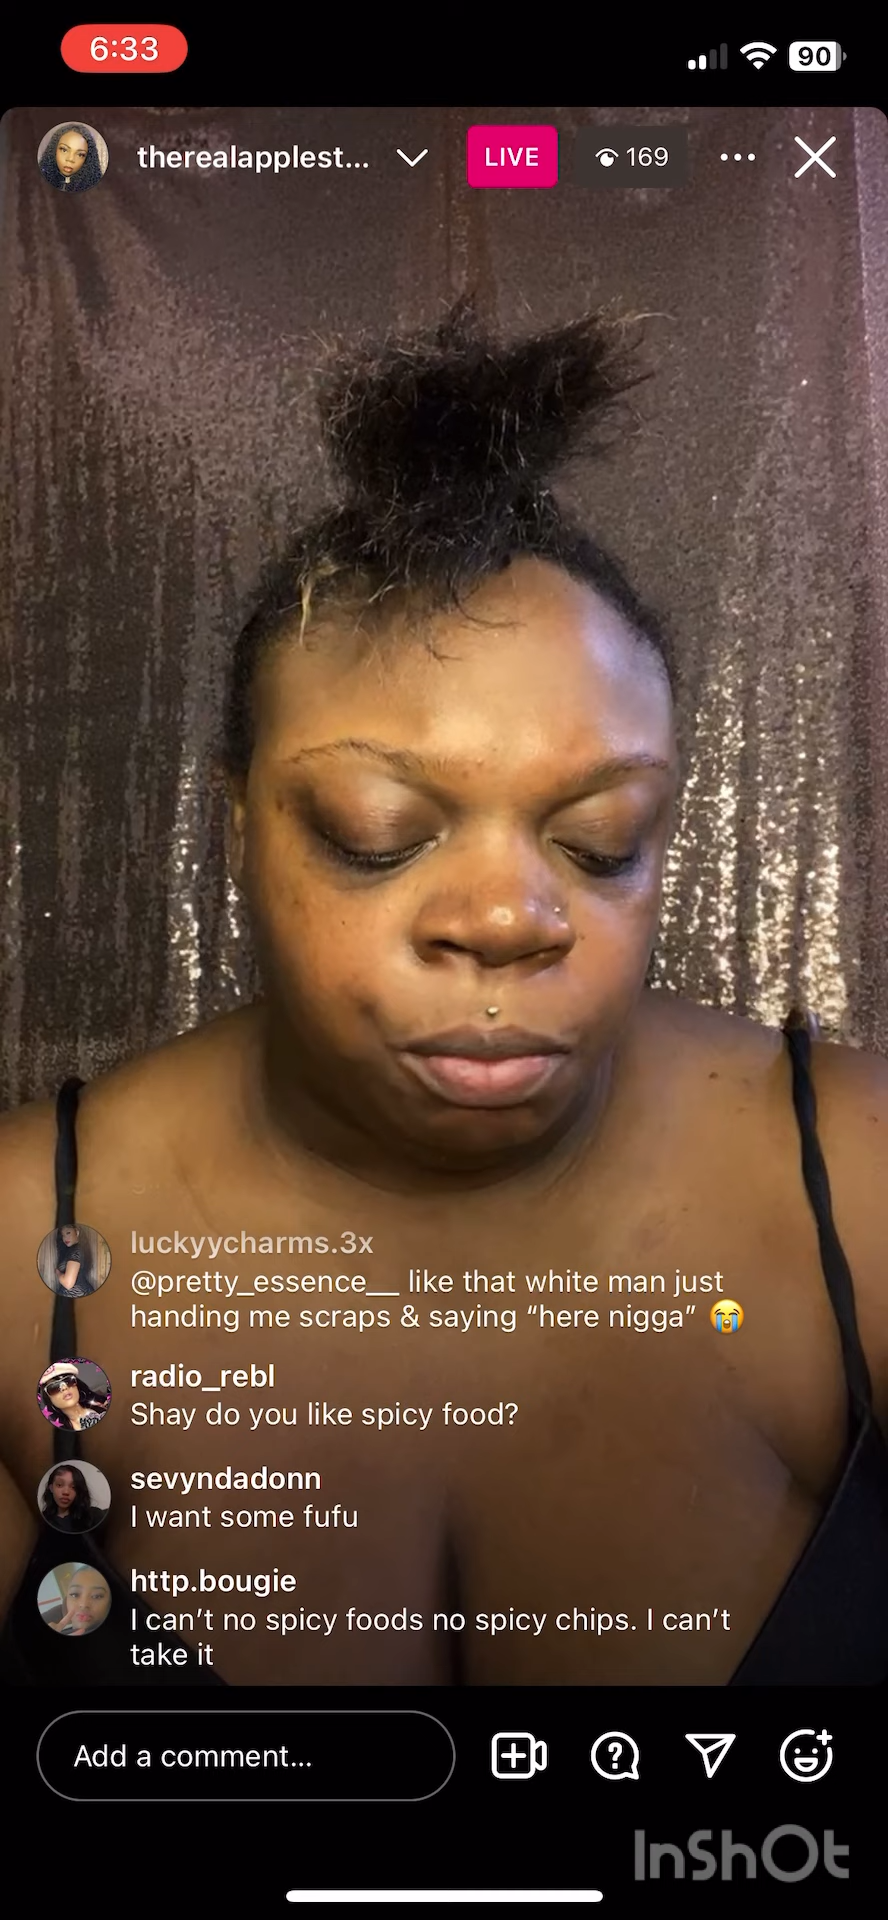 6:33
90
therealapplest...
LIVE
169
luckyycharms.3x
@pretty_essence__ like that white man just
handing me scraps & saying “here nigga” 😭
radio_rebl
Shay do you like spicy food?
sevyndadonn
I want some fufu
http.bougie
I can’t no spicy foods no spicy chips. I can’t
take it
Add a comment...
InShOt